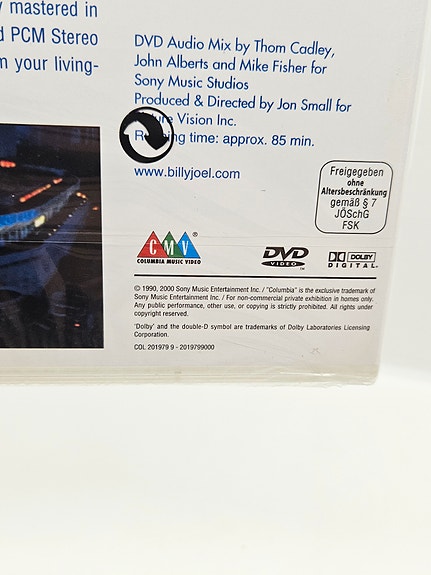 y mastered in
d PCM Stereo
m your living-
DVD Audio Mix by Thom Cadley,
John Alberts and Mike Fisher for
Sony Music Studios
Produced & Directed by Jon Small for
Vision Inc.
time: approx. 85 min.
www.billyjoel.com
Freigegeben
ohne
Altersbeschränkung
gemäß § 7
JÖSchG
FSK
CMV®
COLUMBIA MUSIC VIDEO
DVD
VIDEO™
DOLBY
DIGITAL
© 1990, 2000 Sony Music Entertainment Inc. / "Columbia" is the exclusive trademark of
Sony Music Entertainment Inc. / For non-commercial private exhibition in homes only.
Any public performance, other use, or copying is strictly prohibited. All rights under
copyright reserved.
'Dolby' and the double-D symbol are trademarks of Dolby Laboratories Licensing
Corporation.
COL 201979 9 - 2019799000